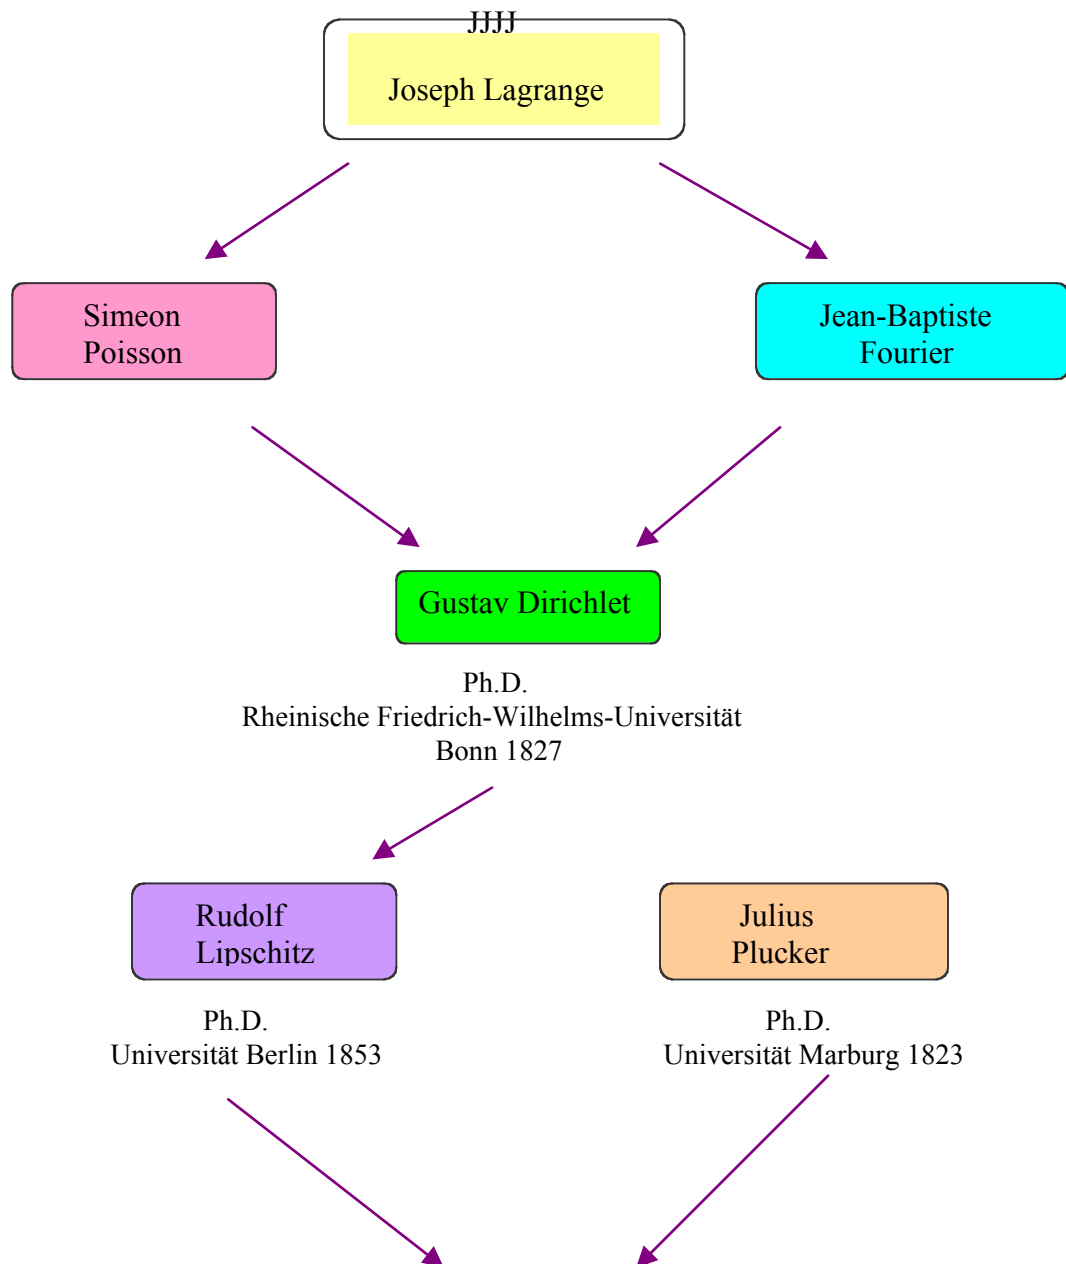 JJJJ
Joseph Lagrange
Simeon
Poisson
Jean-Baptiste
Fourier
Gustav Dirichlet
Ph.D.
Rheinische Friedrich-Wilhelms-Universität
Bonn 1827
Rudolf
Lipschitz
Ph.D.
Universität Berlin 1853
Julius
Plucker
Ph.D.
Universität Marburg 1823